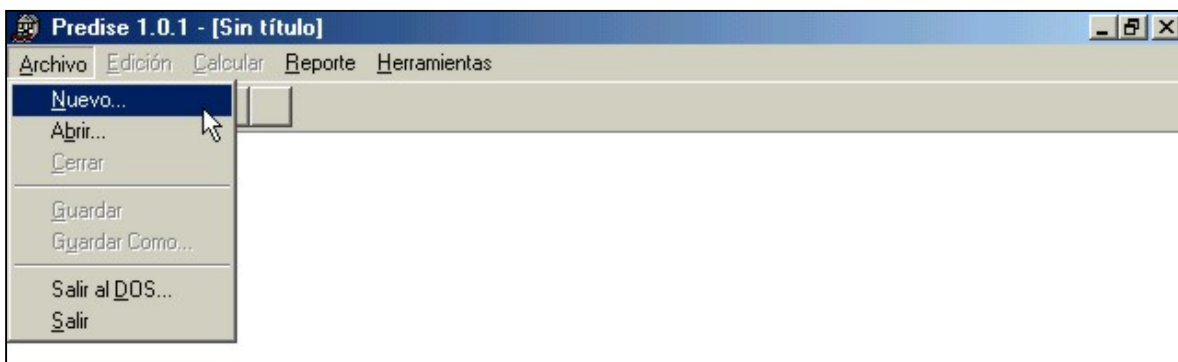 Predise 1.0.1 - [Sin título]
Archivo Edición Calcular Reporte Herramientas
Nuevo...
Abrir...
Cerrar
Guardar
Guardar Como...
Salir al DOS...
Salir